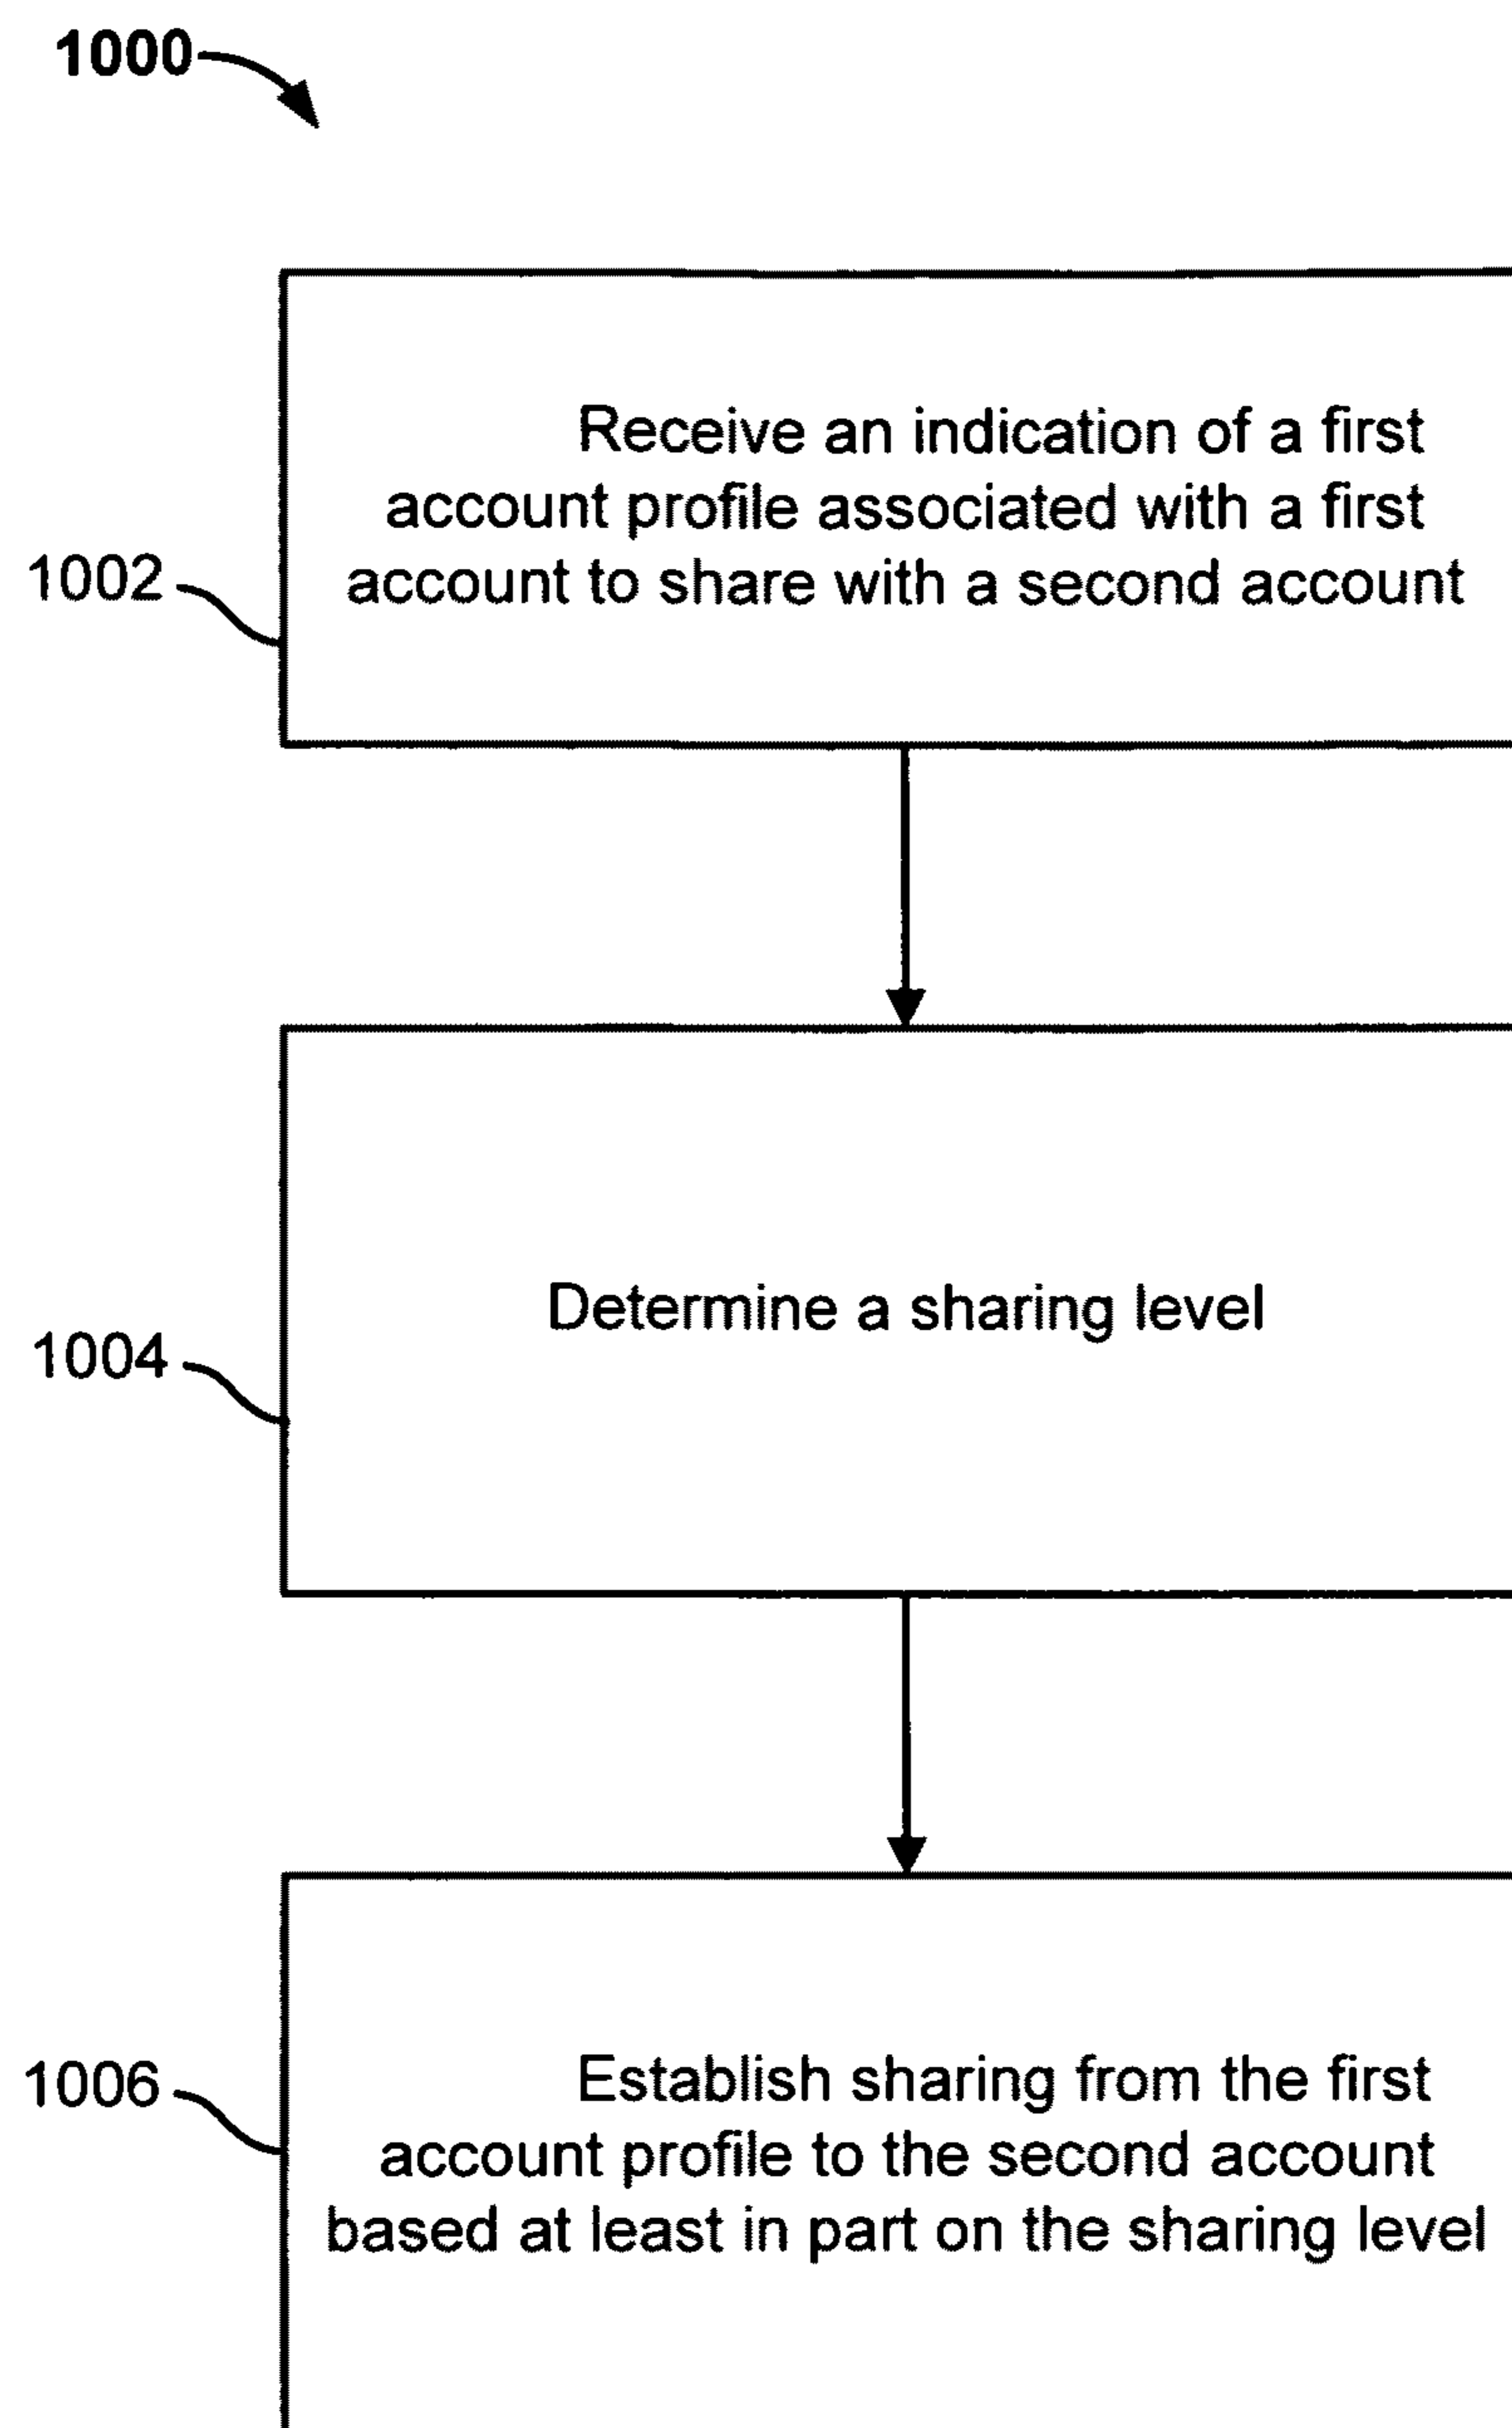 1000
Receive an indication of a first
account profile associated with a first
account to share with a second account
1002
Determine a sharing level
1004
Establish sharing from the first
account profile to the second account
based at least in part on the sharing level
1006